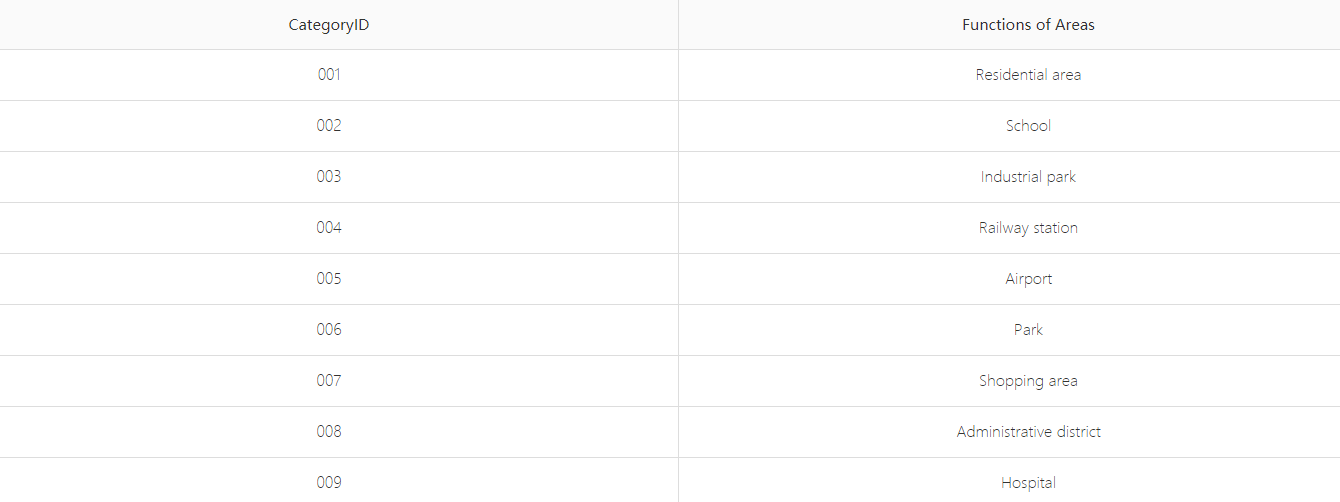 CategoryID Functions of Areas
001 Residential area
002 School
003 Industrial park
004 Railway station
005 Airport
006 Park
007 Shopping area
008 Administrative district
009 Hospital